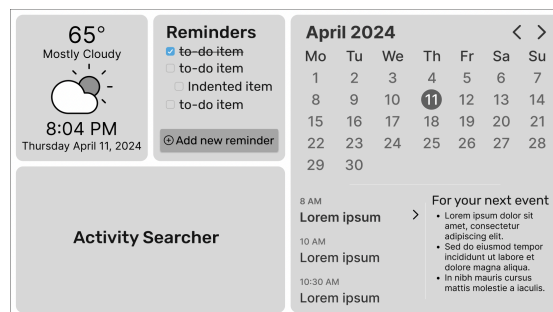 65°
Mostly Cloudy
8:04 PM
Thursday April 11, 2024
Reminders
to-do item
to-do item
Indented item
to-do item
Add new reminder
Activity Searcher
April 2024
Mo Tu We Th Fr Sa Su
1 2 3 4 5 6 7
8 9 10 11 12 13 14
15 16 17 18 19 20 21
22 23 24 25 26 27 28
29 30
8 AM
Lorem ipsum
10 AM
Lorem ipsum
10:30 AM
Lorem ipsum
For your next event
• Lorem ipsum dolor sit
amet, consectetur
adipiscing elit.
• Sed do eiusmod tempor
incididunt ut labore et
dolore magna aliqua.
• In nibh mauris cursus
mattis molestie a iaculis.